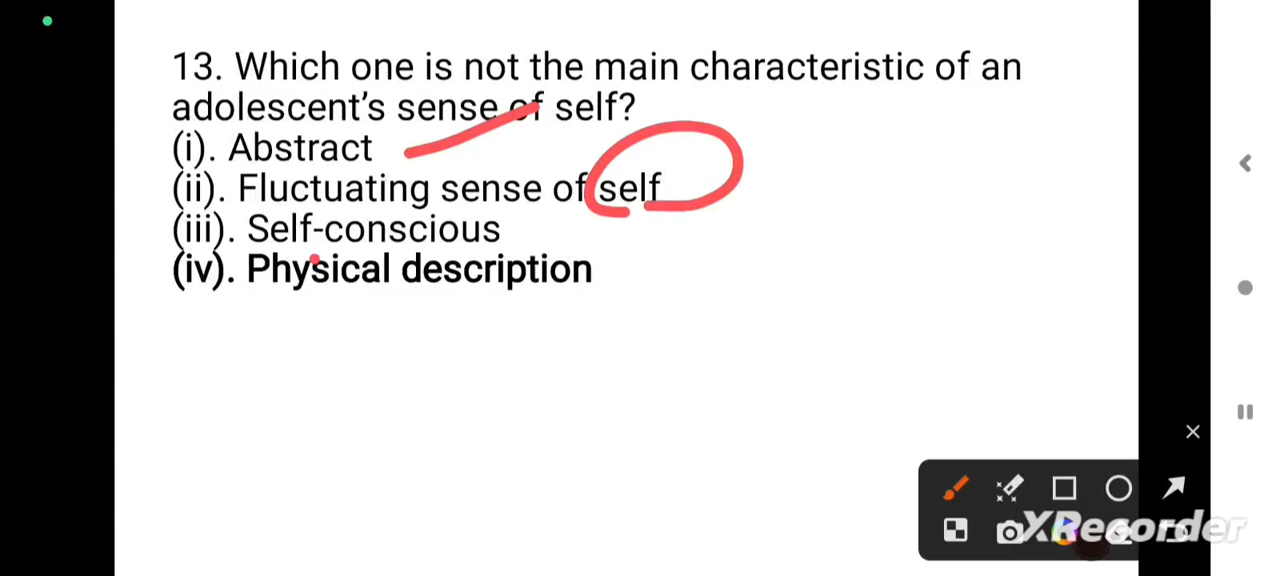 13. Which one is not the main characteristic of an
adolescent's sense of self?
(i). Abstract
(ii). Fluctuating sense of self
(iii). Self-conscious
(iv). Physical description
XRecorder